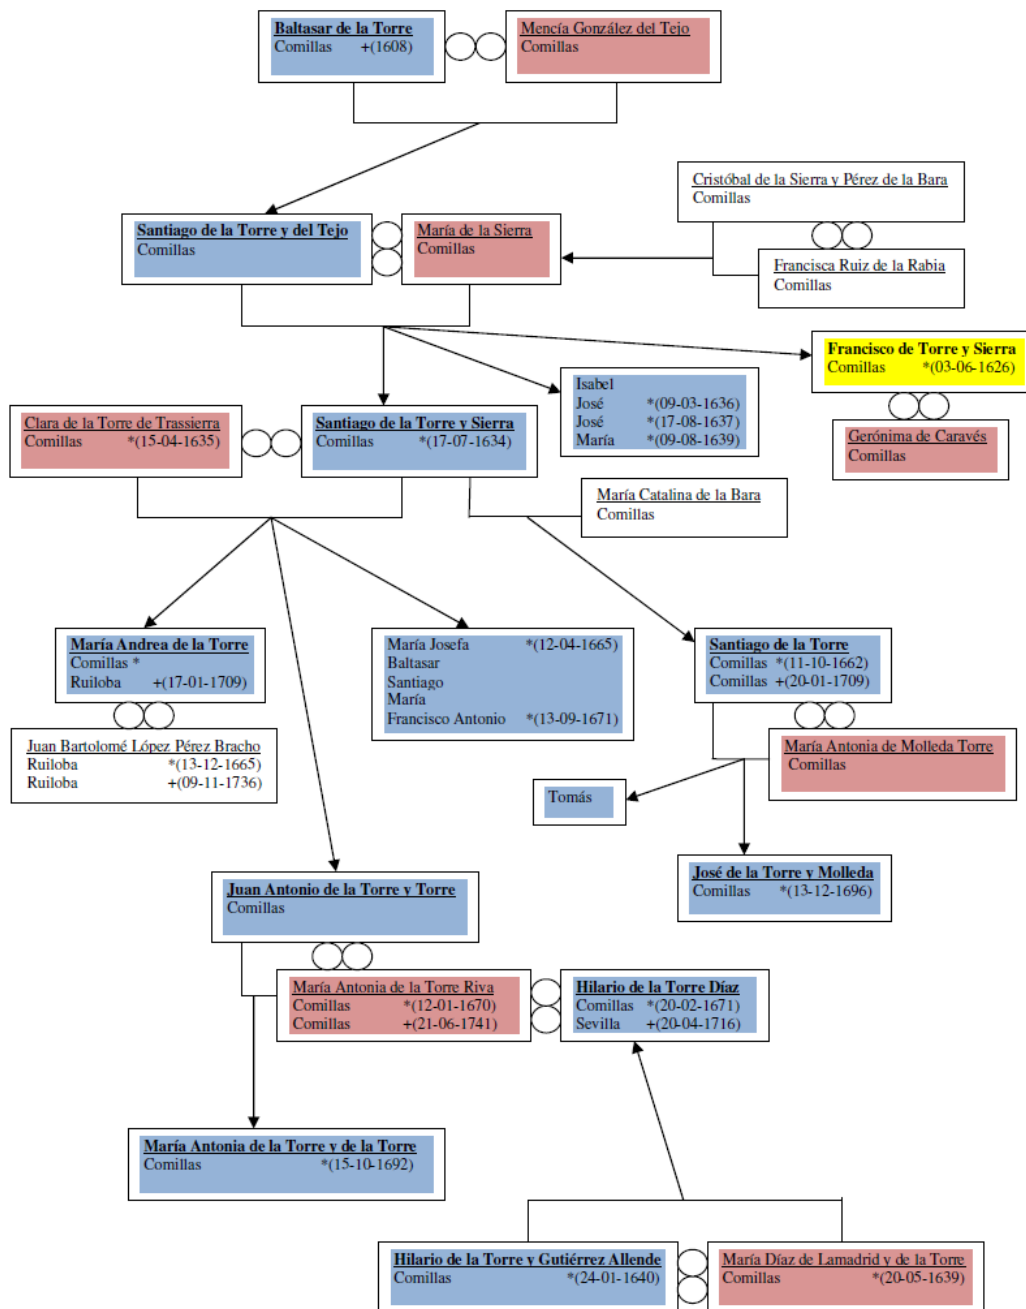 Baltasar de la Torre
Comillas +(1608)
Mencía González del Tejo
Comillas
Cristóbal de la Sierra y Pérez de la Bara
Comillas
Santiago de la Torre y del Tejo
Comillas
María de la Sierra
Comillas
Francisca Ruiz de la Rabia
Comillas
Francisco de Torre y Sierra
Comillas *(03-06-1626)
Isabel
José *(09-03-1636)
José *(17-08-1637)
María *(09-08-1639)
Clara de la Torre de Trassierra
Comillas *(15-04-1635)
Santiago de la Torre y Sierra
Comillas *(17-07-1634)
Gerónima de Caravés
Comillas
María Catalina de la Bara
Comillas
María Andrea de la Torre
Comillas *
Ruiloba +(17-01-1709)
María Josefa *(12-04-1665)
Baltasar
Santiago
María
Francisco Antonio *(13-09-1671)
Santiago de la Torre
Comillas *(11-10-1662)
Comillas +(20-01-1709)
Juan Bartolomé López Pérez Bracho
Ruiloba *(13-12-1665)
Ruiloba +(09-11-1736)
María Antonia de Molleda Torre
Comillas
Tomás
José de la Torre y Molleda
Comillas *(13-12-1696)
Juan Antonio de la Torre y Torre
Comillas
María Antonia de la Torre Riva
Comillas *(12-01-1670)
Comillas +(21-06-1741)
Hilario de la Torre Díaz
Comillas *(20-02-1671)
Sevilla +(20-04-1716)
María Antonia de la Torre y de la Torre
Comillas *(15-10-1692)
Hilario de la Torre y Gutiérrez Allende
Comillas *(24-01-1640)
María Díaz de Lamadrid y de la Torre
Comillas *(20-05-1639)